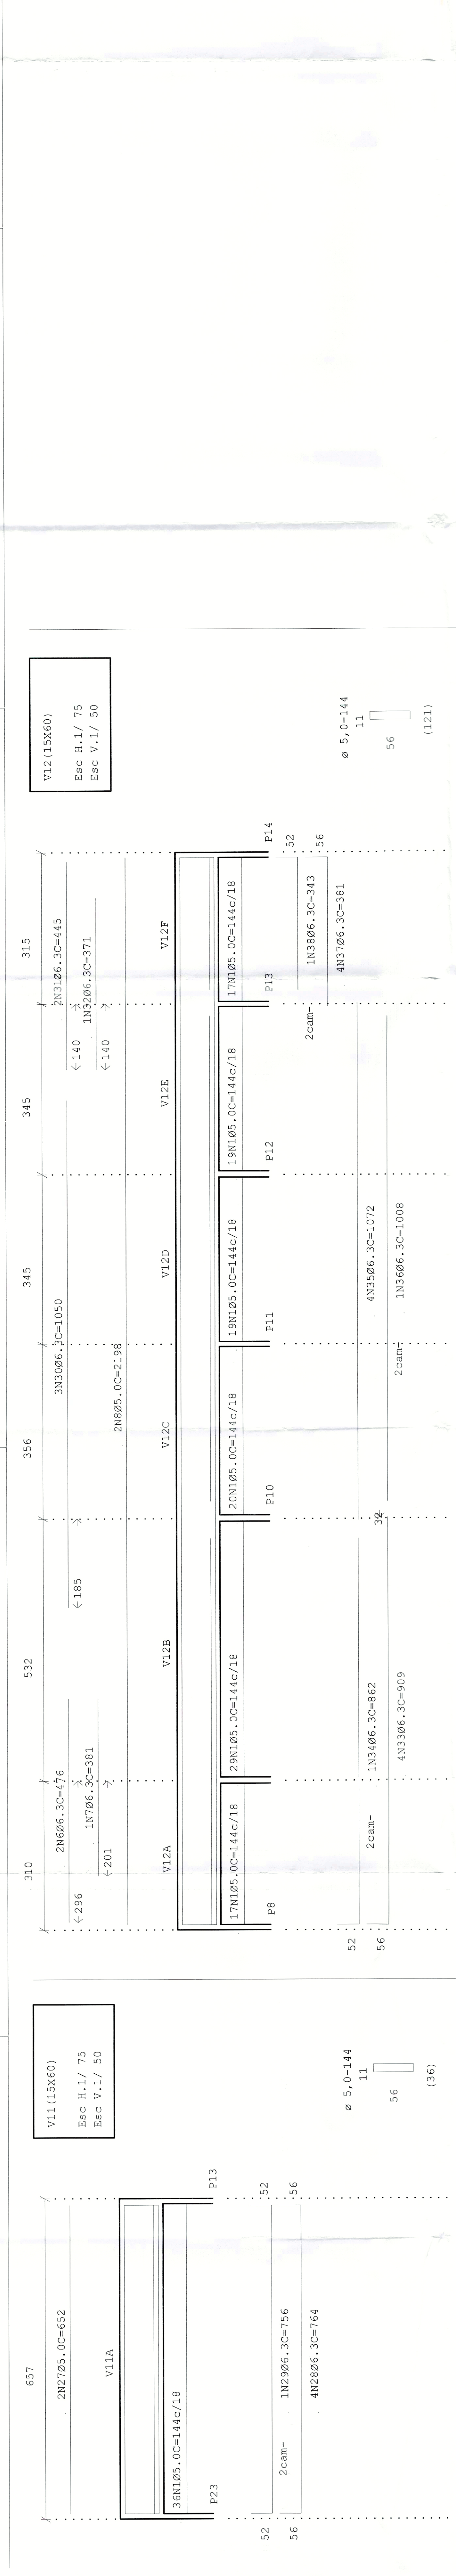 657
2N27Ø5.0C=652
V11A
36N1Ø5.0C=144c/18
P23
P13
52
2cam-
1N29Ø6.3C=756
52
56
4N28Ø6.3C=764
56
V11(15X60)
Esc H.1/ 75
Esc V.1/ 50
ø 5,0-144
11
56
(36)
310
532
356
345
345
315
2N6Ø6.3C=476
3N30Ø6.3C=1050
2N31Ø6.3C=445
296
185
140
1N7Ø6.3C=381
1N32Ø6.3C=371
201
140
2N8Ø5.0C=2198
V12A
V12B
V12C
V12D
V12E
V12F
17N1Ø5.0C=144c/18
29N1Ø5.0C=144c/18
20N1Ø5.0C=144c/18
19N1Ø5.0C=144c/18
19N1Ø5.0C=144c/18
17N1Ø5.0C=144c/18
P8
P10
P11
P12
P13
P14
52
2cam-
1N38Ø6.3C=343
56
4N37Ø6.3C=381
52
2cam-
1N34Ø6.3C=862
4N35Ø6.3C=1072
56
4N33Ø6.3C=909
32
2cam-
1N36Ø6.3C=1008
V12(15X60)
Esc H.1/ 75
Esc V.1/ 50
ø 5,0-144
11
56
(121)